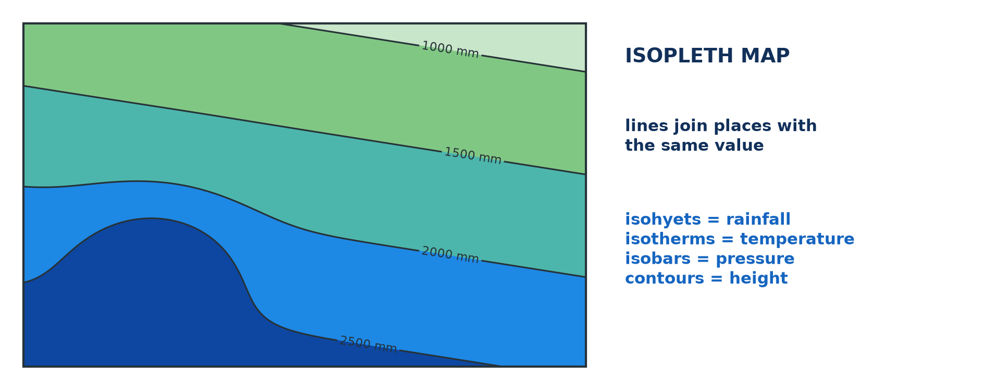 1000 mm
1500 mm
2000 mm
2500 mm
ISOPLETH MAP
lines join places with
the same value
isohyets = rainfall
isotherms = temperature
isobars = pressure
contours = height